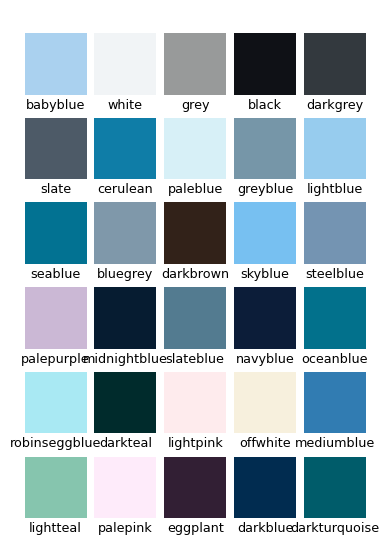 babyblue white grey black darkgrey
slate cerulean paleblue greyblue lightblue
seablue bluegrey darkbrown skyblue steelblue
palepurple midnightblue slateblue navyblue oceanblue
robinseggblue darkteal lightpink offwhite mediumblue
lightteal palepink eggplant darkblue darkturquoise